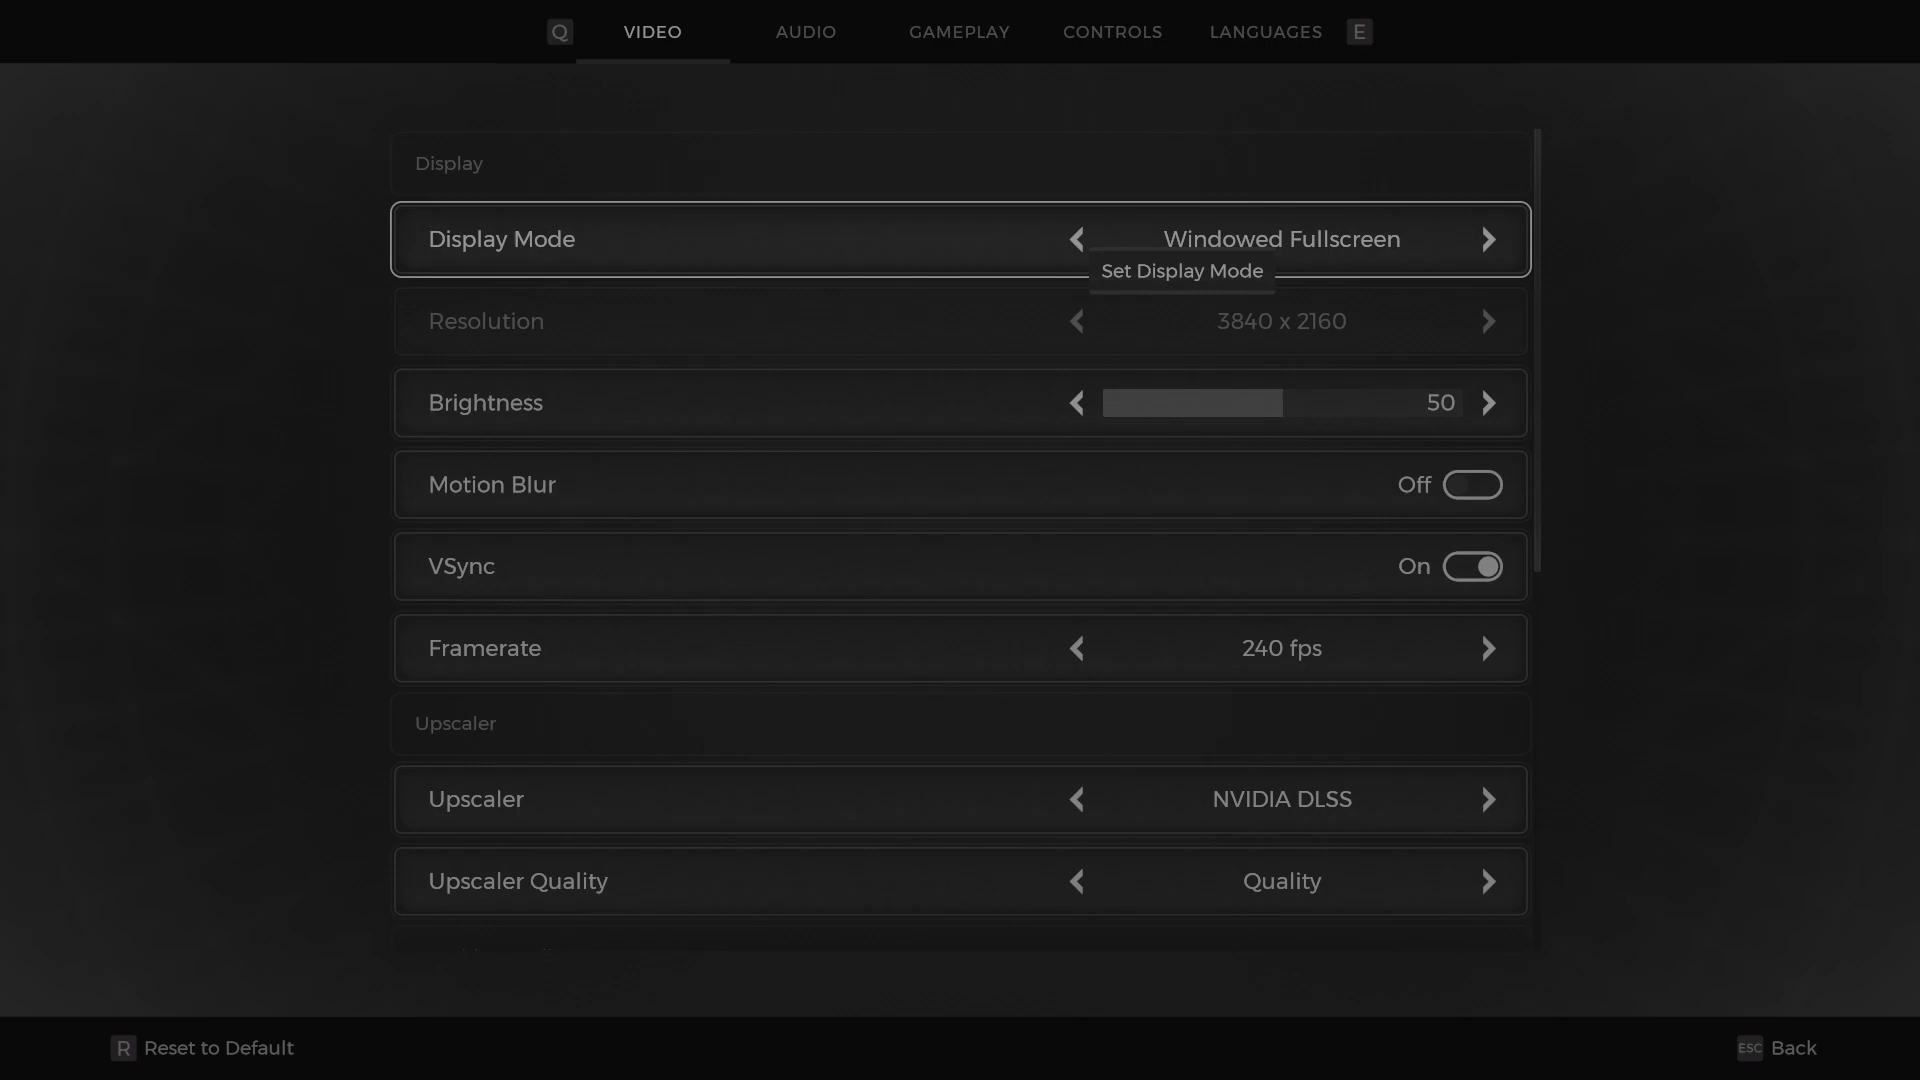 Q VIDEO AUDIO GAMEPLAY CONTROLS LANGUAGES E
Display
Display Mode Windowed Fullscreen
Set Display Mode
Resolution 3840 x 2160
Brightness 50
Motion Blur Off
VSync On
Framerate 240 fps
Upscaler
Upscaler NVIDIA DLSS
Upscaler Quality Quality
R Reset to Default ESC Back